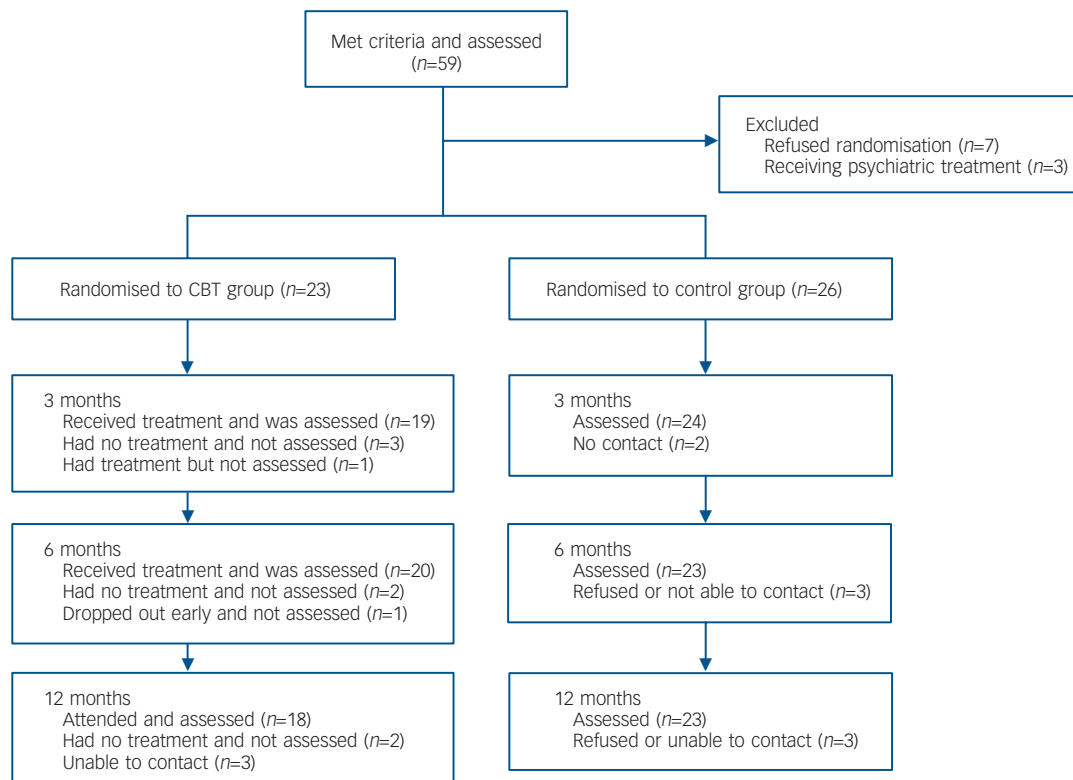 Met criteria and assessed
(n=59)
Excluded
Refused randomisation (n=7)
Receiving psychiatric treatment (n=3)
Randomised to CBT group (n=23)
Randomised to control group (n=26)
3 months
Received treatment and was assessed (n=19)
Had no treatment and not assessed (n=3)
Had treatment but not assessed (n=1)
3 months
Assessed (n=24)
No contact (n=2)
6 months
Received treatment and was assessed (n=20)
Had no treatment and not assessed (n=2)
Dropped out early and not assessed (n=1)
6 months
Assessed (n=23)
Refused or not able to contact (n=3)
12 months
Attended and assessed (n=18)
Had no treatment and not assessed (n=2)
Unable to contact (n=3)
12 months
Assessed (n=23)
Refused or unable to contact (n=3)